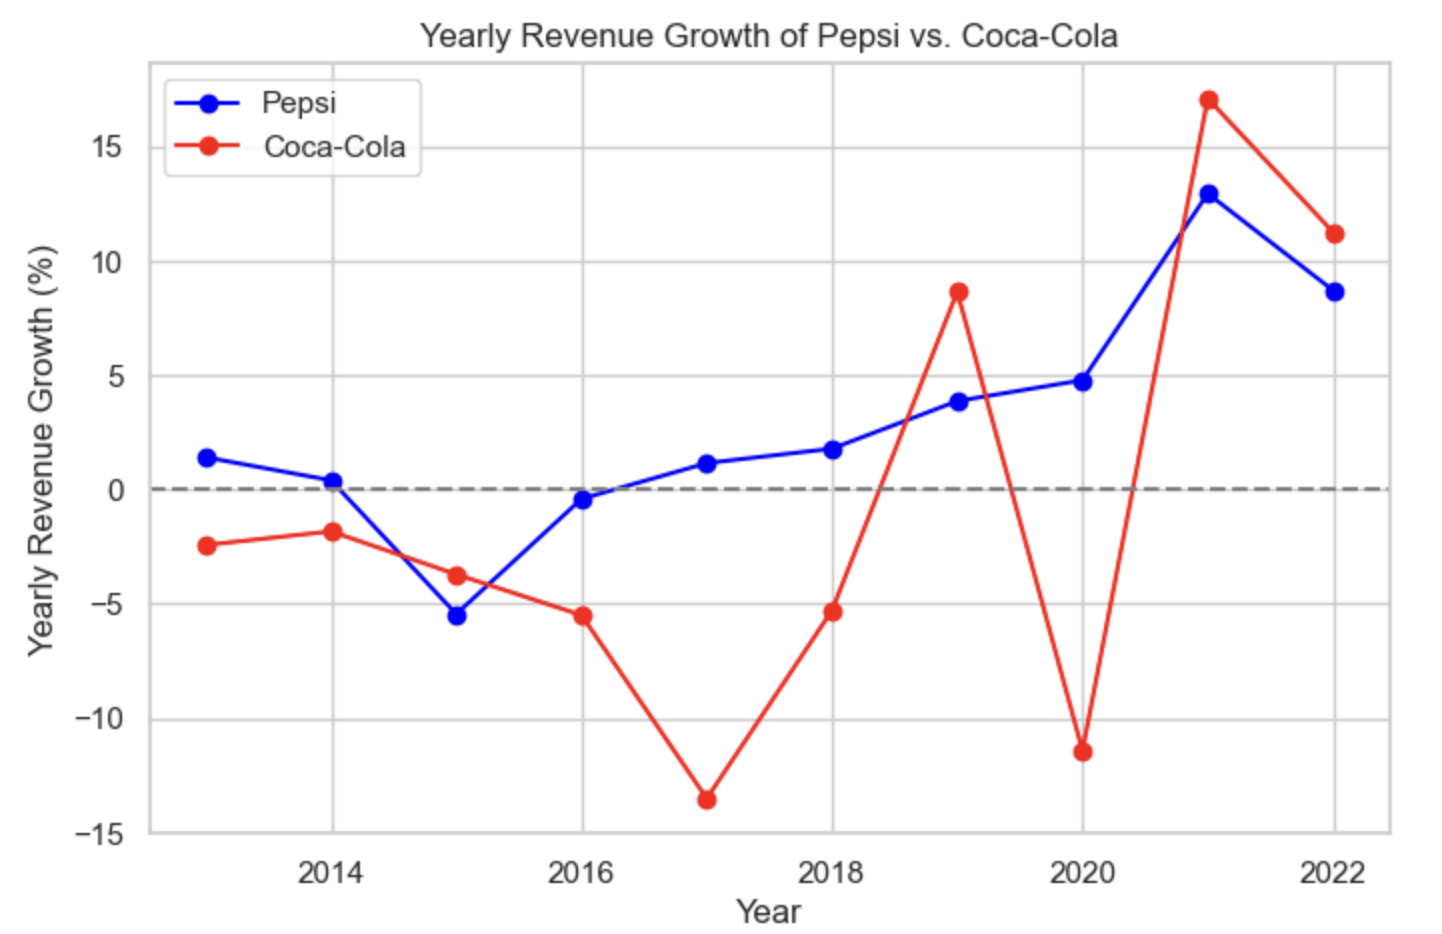 Yearly Revenue Growth of Pepsi vs. Coca-Cola
Pepsi
Coca-Cola
Yearly Revenue Growth (%)
15
10
5
0
−5
−10
−15
2014 2016 2018 2020 2022
Year